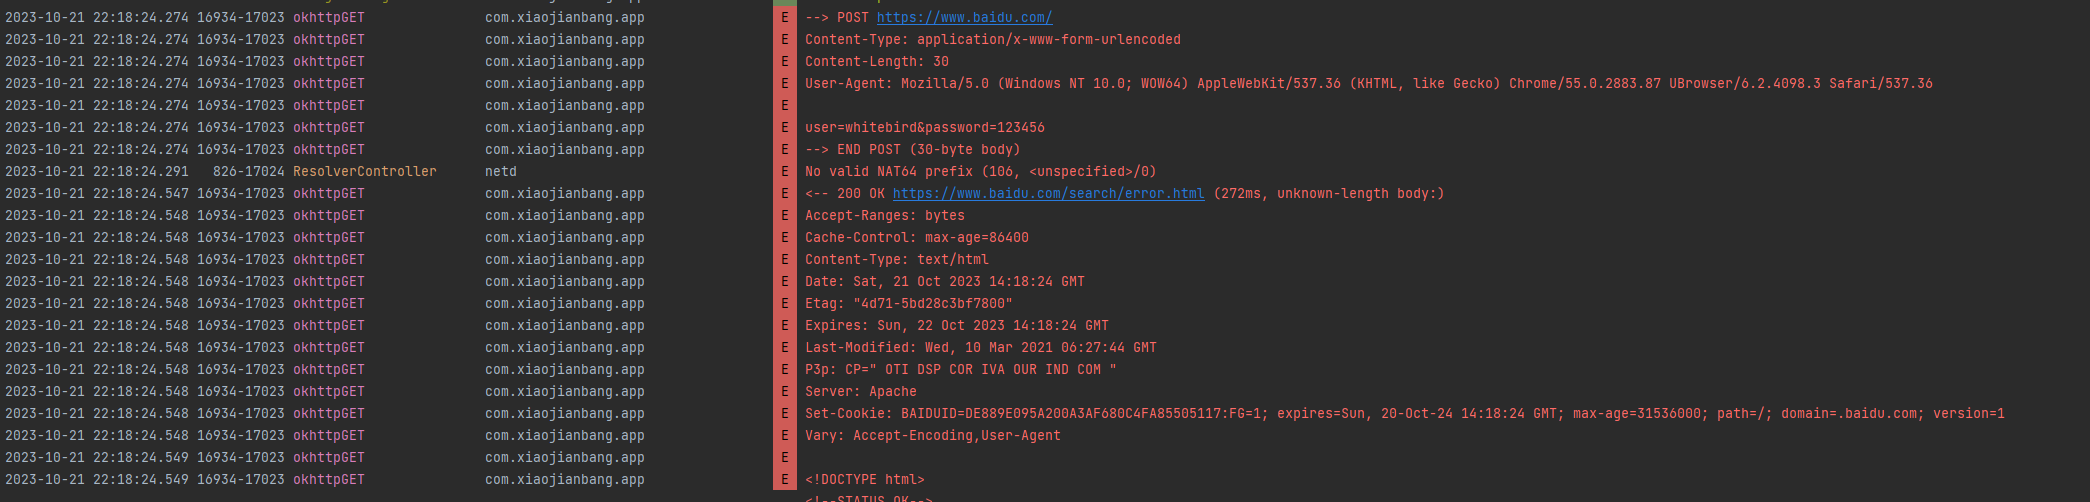 2023-10-21 22:18:24.274 16934-17023 okhttpGET com.xiaojianbang.app E --> POST https://www.baidu.com/
2023-10-21 22:18:24.274 16934-17023 okhttpGET com.xiaojianbang.app E Content-Type: application/x-www-form-urlencoded
2023-10-21 22:18:24.274 16934-17023 okhttpGET com.xiaojianbang.app E Content-Length: 30
2023-10-21 22:18:24.274 16934-17023 okhttpGET com.xiaojianbang.app E User-Agent: Mozilla/5.0 (Windows NT 10.0; WOW64) AppleWebKit/537.36 (KHTML, like Gecko) Chrome/55.0.2883.87 UBrowser/6.2.4098.3 Safari/537.36
2023-10-21 22:18:24.274 16934-17023 okhttpGET com.xiaojianbang.app E
2023-10-21 22:18:24.274 16934-17023 okhttpGET com.xiaojianbang.app E user=whitebird&password=123456
2023-10-21 22:18:24.274 16934-17023 okhttpGET com.xiaojianbang.app E --> END POST (30-byte body)
2023-10-21 22:18:24.291 826-17024 ResolverController netd E No valid NAT64 prefix (106, <unspecified>/0)
2023-10-21 22:18:24.547 16934-17023 okhttpGET com.xiaojianbang.app E <-- 200 OK https://www.baidu.com/search/error.html (272ms, unknown-length body:)
2023-10-21 22:18:24.548 16934-17023 okhttpGET com.xiaojianbang.app E Accept-Ranges: bytes
2023-10-21 22:18:24.548 16934-17023 okhttpGET com.xiaojianbang.app E Cache-Control: max-age=86400
2023-10-21 22:18:24.548 16934-17023 okhttpGET com.xiaojianbang.app E Content-Type: text/html
2023-10-21 22:18:24.548 16934-17023 okhttpGET com.xiaojianbang.app E Date: Sat, 21 Oct 2023 14:18:24 GMT
2023-10-21 22:18:24.548 16934-17023 okhttpGET com.xiaojianbang.app E Etag: "4d71-5bd28c3bf7800"
2023-10-21 22:18:24.548 16934-17023 okhttpGET com.xiaojianbang.app E Expires: Sun, 22 Oct 2023 14:18:24 GMT
2023-10-21 22:18:24.548 16934-17023 okhttpGET com.xiaojianbang.app E Last-Modified: Wed, 10 Mar 2021 06:27:44 GMT
2023-10-21 22:18:24.548 16934-17023 okhttpGET com.xiaojianbang.app E P3p: CP=" OTI DSP COR IVA OUR IND COM "
2023-10-21 22:18:24.548 16934-17023 okhttpGET com.xiaojianbang.app E Server: Apache
2023-10-21 22:18:24.548 16934-17023 okhttpGET com.xiaojianbang.app E Set-Cookie: BAIDUID=DE889E095A200A3AF680C4FA85505117:FG=1; expires=Sun, 20-Oct-24 14:18:24 GMT; max-age=31536000; path=/; domain=.baidu.com; version=1
2023-10-21 22:18:24.548 16934-17023 okhttpGET com.xiaojianbang.app E Vary: Accept-Encoding,User-Agent
2023-10-21 22:18:24.549 16934-17023 okhttpGET com.xiaojianbang.app E
2023-10-21 22:18:24.549 16934-17023 okhttpGET com.xiaojianbang.app E <!DOCTYPE html>
<!--STATUS OK-->